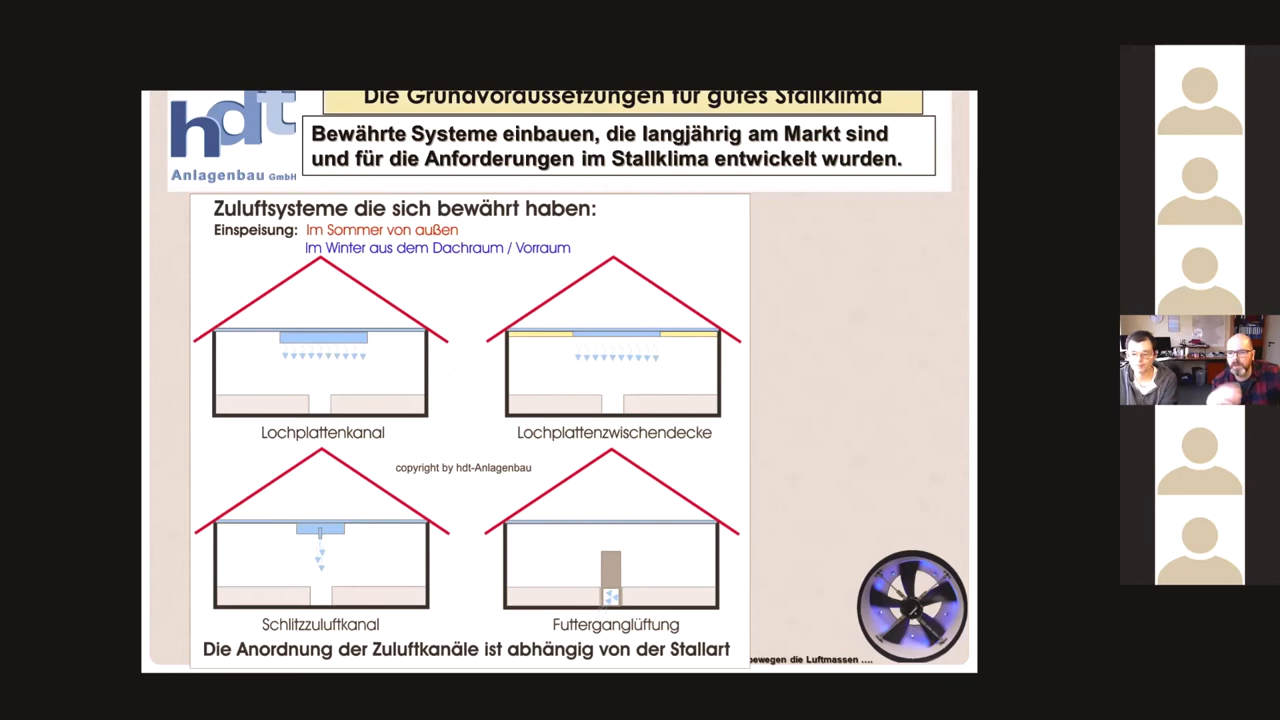 Die Grundvoraussetzungen für gutes Stallklima
hdt
Anlagenbau GmbH
Bewährte Systeme einbauen, die langjährig am Markt sind
und für die Anforderungen im Stallklima entwickelt wurden.
Zuluftsysteme die sich bewährt haben:
Einspeisung: Im Sommer von außen
Im Winter aus dem Dachraum / Vorraum
Lochplattenkanal
Lochplattenzwischendecke
copyright by hdt-Anlagenbau
Schlitzzuluftkanal
Futterganglüftung
Die Anordnung der Zuluftkanäle ist abhängig von der Stallart
bewegen die Luftmassen ....